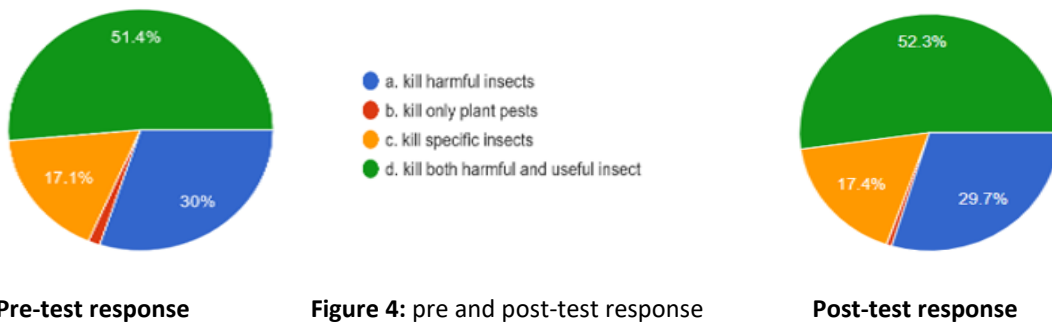 51.4%
17.1%
30%
a. kill harmful insects
b. kill only plant pests
c. kill specific insects
d. kill both harmful and useful insect
52.3%
17.4%
29.7%
Pre-test response Figure 4: pre and post-test response Post-test response